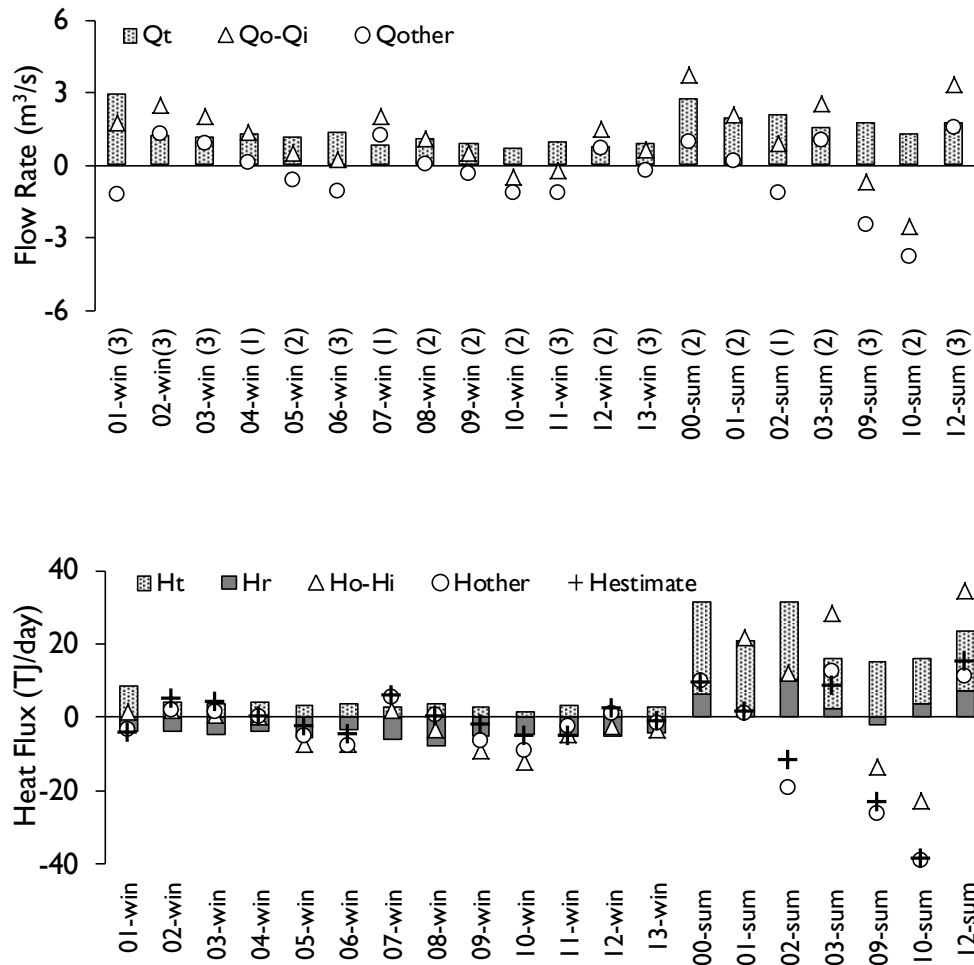 6
Qt Qo-Qi Qother
3
0
-3
-6
Flow Rate (m³/s)
01-win (3)
02-win(3)
03-win (3)
04-win (1)
05-win (2)
06-win (3)
07-win (1)
08-win (2)
09-win (2)
10-win (2)
11-win (3)
12-win (2)
13-win (3)
00-sum (2)
01-sum (2)
02-sum (1)
03-sum (2)
09-sum (3)
10-sum (2)
12-sum (3)
40
Ht Hr Ho-Hi Hother Hestimate
20
0
-20
-40
Heat Flux (TJ/day)
01-win
02-win
03-win
04-win
05-win
06-win
07-win
08-win
09-win
10-win
11-win
12-win
13-win
00-sum
01-sum
02-sum
03-sum
09-sum
10-sum
12-sum